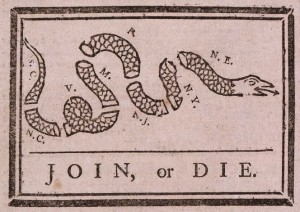 S.C.
N.C.
V.
M.
P.
N.J.
N.Y.
N.E.
JOIN, or DIE.